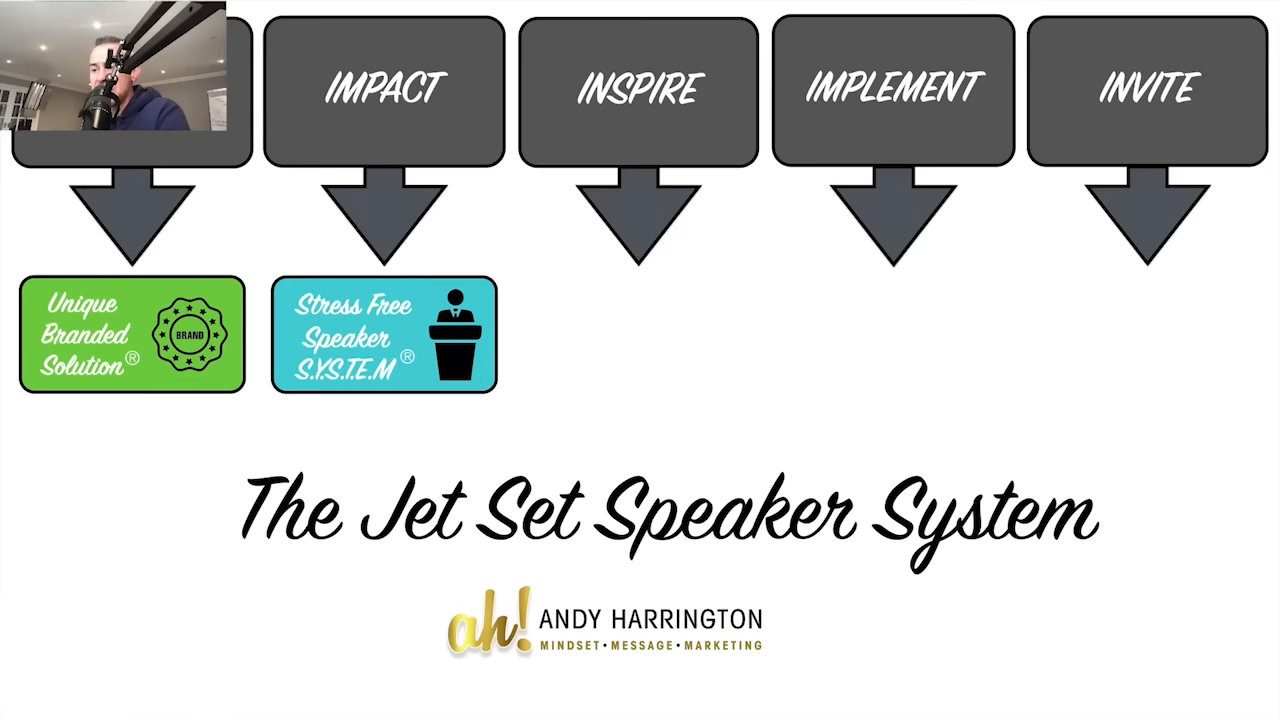 IMPACT
INSPIRE
IMPLEMENT
INVITE
Unique
Branded
Solution®
BRAND
Stress Free
Speaker
S.Y.S.T.E.M®
The Jet Set Speaker System
ah! ANDY HARRINGTON
MINDSET•MESSAGE•MARKETING